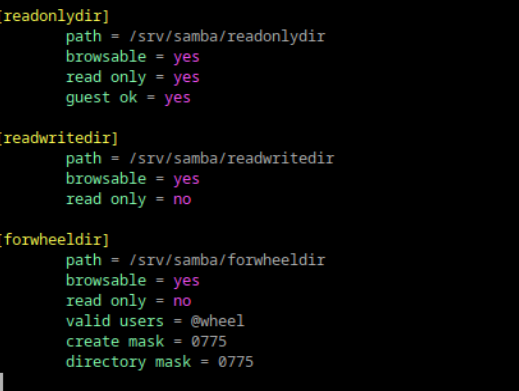 [readonlydir]
path = /srv/samba/readonlydir
browsable = yes
read only = yes
guest ok = yes
[readwritedir]
path = /srv/samba/readwritedir
browsable = yes
read only = no
[forwheeldir]
path = /srv/samba/forwheeldir
browsable = yes
read only = no
valid users = @wheel
create mask = 0775
directory mask = 0775